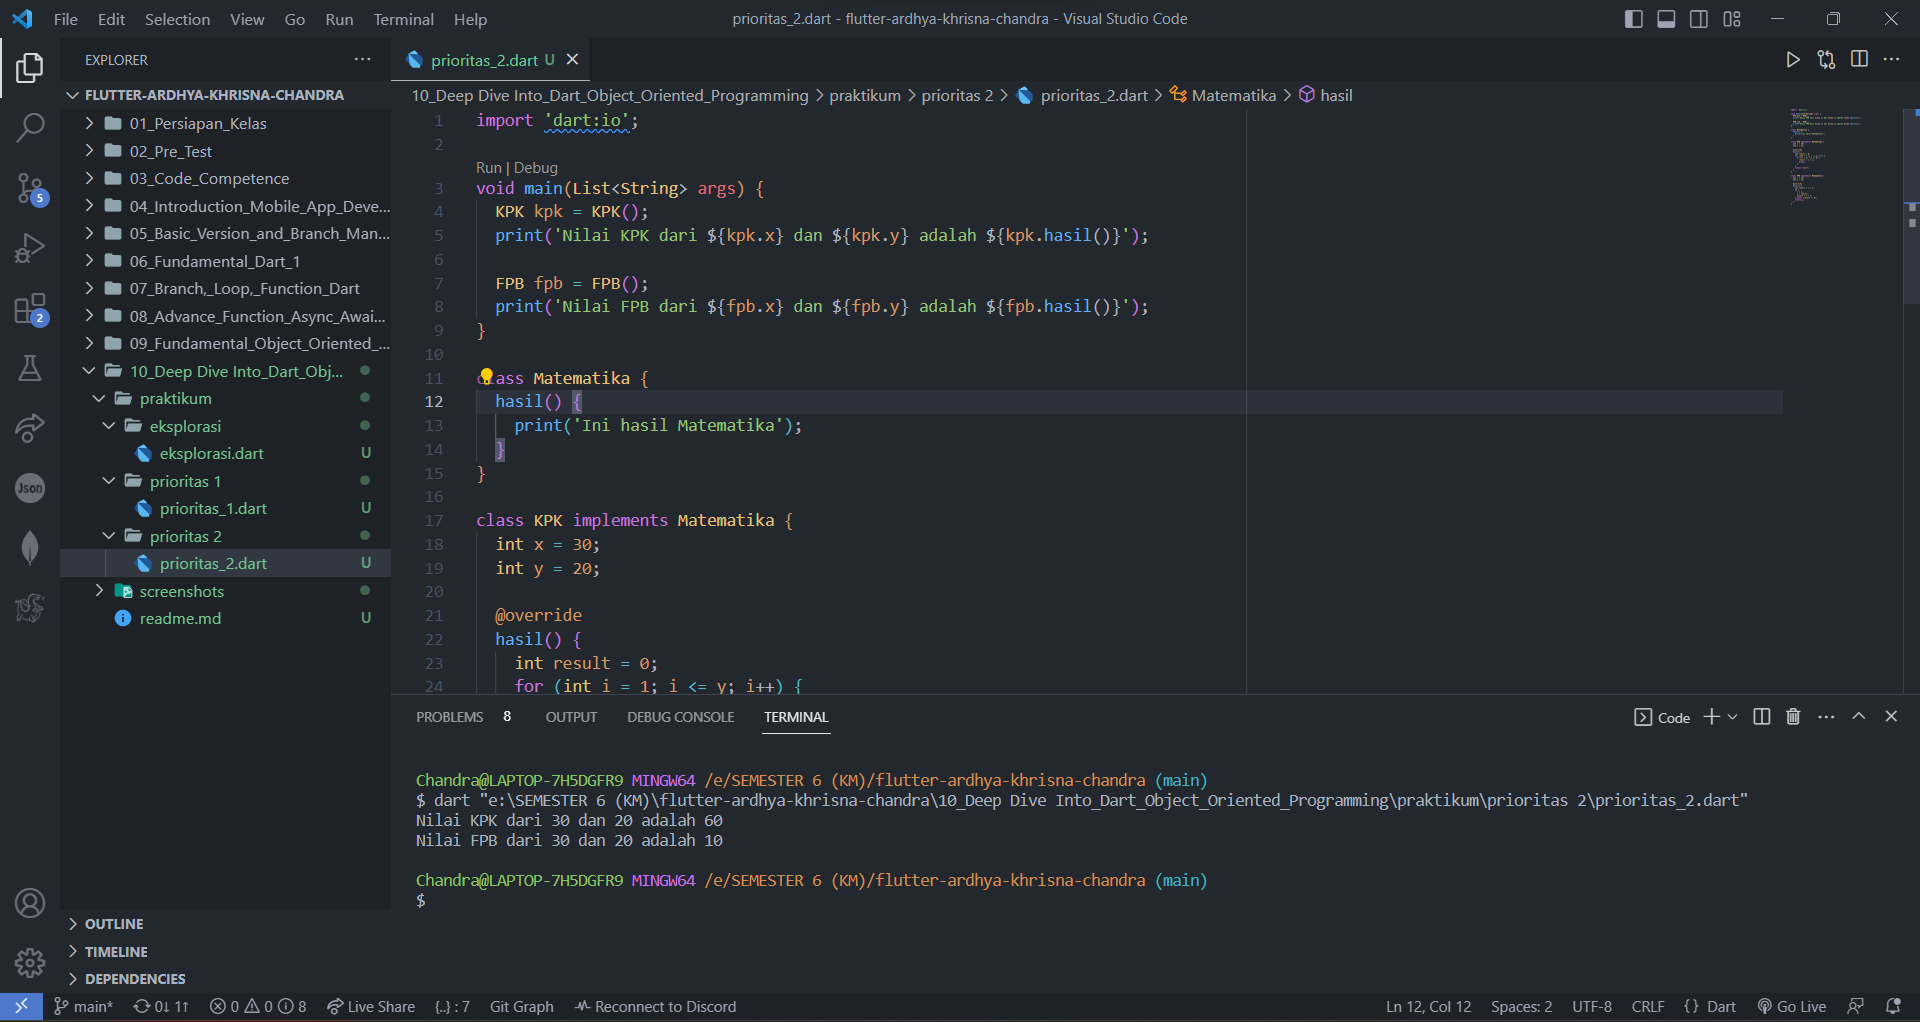 File Edit Selection View Go Run Terminal Help
prioritas_2.dart - flutter-ardhya-khrisna-chandra - Visual Studio Code
EXPLORER
FLUTTER-ARDHYA-KHRISNA-CHANDRA
01_Persiapan_Kelas
02_Pre_Test
03_Code_Competence
04_Introduction_Mobile_App_Deve...
05_Basic_Version_and_Branch_Man...
06_Fundamental_Dart_1
07_Branch,_Loop,_Function_Dart
08_Advance_Function_Async_Awai...
09_Fundamental_Object_Oriented_...
10_Deep Dive Into_Dart_Obj...
praktikum
eksplorasi
eksplorasi.dart U
prioritas 1
prioritas_1.dart U
prioritas 2
prioritas_2.dart U
screenshots
readme.md U
OUTLINE
TIMELINE
DEPENDENCIES
5
2
Json
prioritas_2.dart U
10_Deep Dive Into_Dart_Object_Oriented_Programming > praktikum > prioritas 2 > prioritas_2.dart > Matematika > hasil
1 import 'dart:io';
2
Run | Debug
3 void main(List<String> args) {
4 KPK kpk = KPK();
5 print('Nilai KPK dari ${kpk.x} dan ${kpk.y} adalah ${kpk.hasil()}');
6
7 FPB fpb = FPB();
8 print('Nilai FPB dari ${fpb.x} dan ${fpb.y} adalah ${fpb.hasil()}');
9 }
10
11 class Matematika {
12 hasil() {
13 print('Ini hasil Matematika');
14 }
15 }
16
17 class KPK implements Matematika {
18 int x = 30;
19 int y = 20;
20
21 @override
22 hasil() {
23 int result = 0;
24 for (int i = 1; i <= y; i++) {
PROBLEMS 8 OUTPUT DEBUG CONSOLE TERMINAL
Code
Chandra@LAPTOP-7H5DGFR9 MINGW64 /e/SEMESTER 6 (KM)/flutter-ardhya-khrisna-chandra (main)
$ dart "e:\SEMESTER 6 (KM)\flutter-ardhya-khrisna-chandra\10_Deep Dive Into_Dart_Object_Oriented_Programming\praktikum\prioritas 2\prioritas_2.dart"
Nilai KPK dari 30 dan 20 adalah 60
Nilai FPB dari 30 dan 20 adalah 10
Chandra@LAPTOP-7H5DGFR9 MINGW64 /e/SEMESTER 6 (KM)/flutter-ardhya-khrisna-chandra (main)
$
main* 0↓ 1↑ 0 0 8 Live Share {..} : 7 Git Graph Reconnect to Discord Ln 12, Col 12 Spaces: 2 UTF-8 CRLF {} Dart Go Live